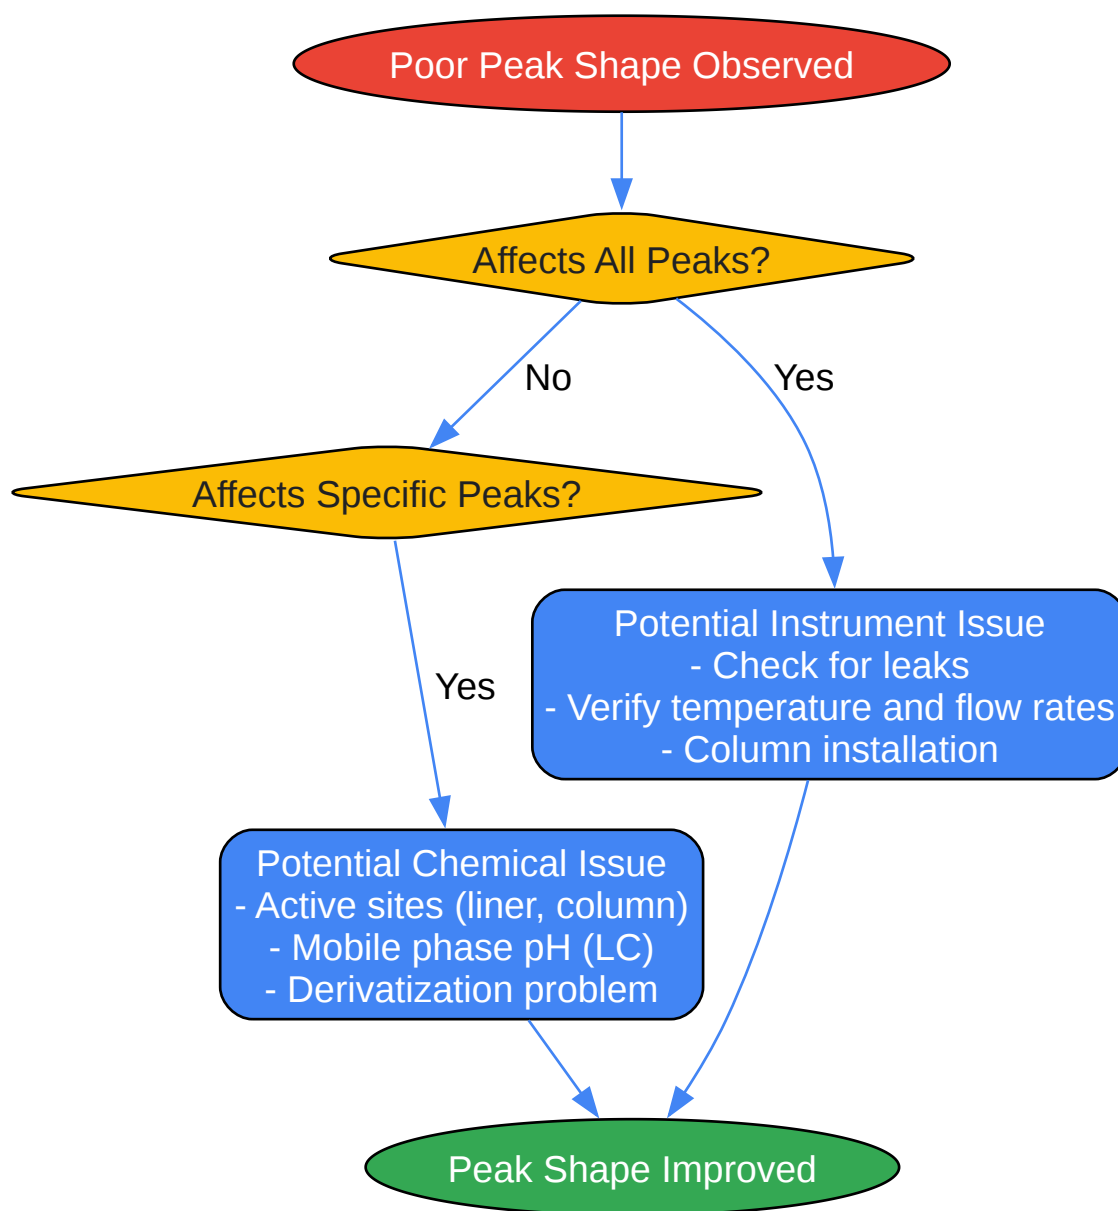 Poor Peak Shape Observed
Affects All Peaks?
No
Yes
Affects Specific Peaks?
Potential Instrument Issue
- Check for leaks
- Verify temperature and flow rates
- Column installation
Yes
Potential Chemical Issue
- Active sites (liner, column)
- Mobile phase pH (LC)
- Derivatization problem
Peak Shape Improved